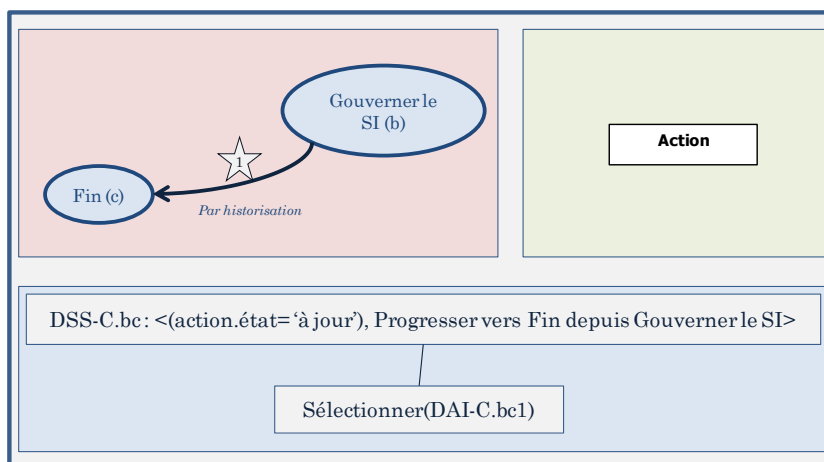 Gouverner le
SI (b)
Action
1
Fin (c)
Par historisation
DSS-C.bc : <(action.état= ‘à jour’), Progresser vers Fin depuis Gouverner le SI>
Sélectionner(DAI-C.bc1)